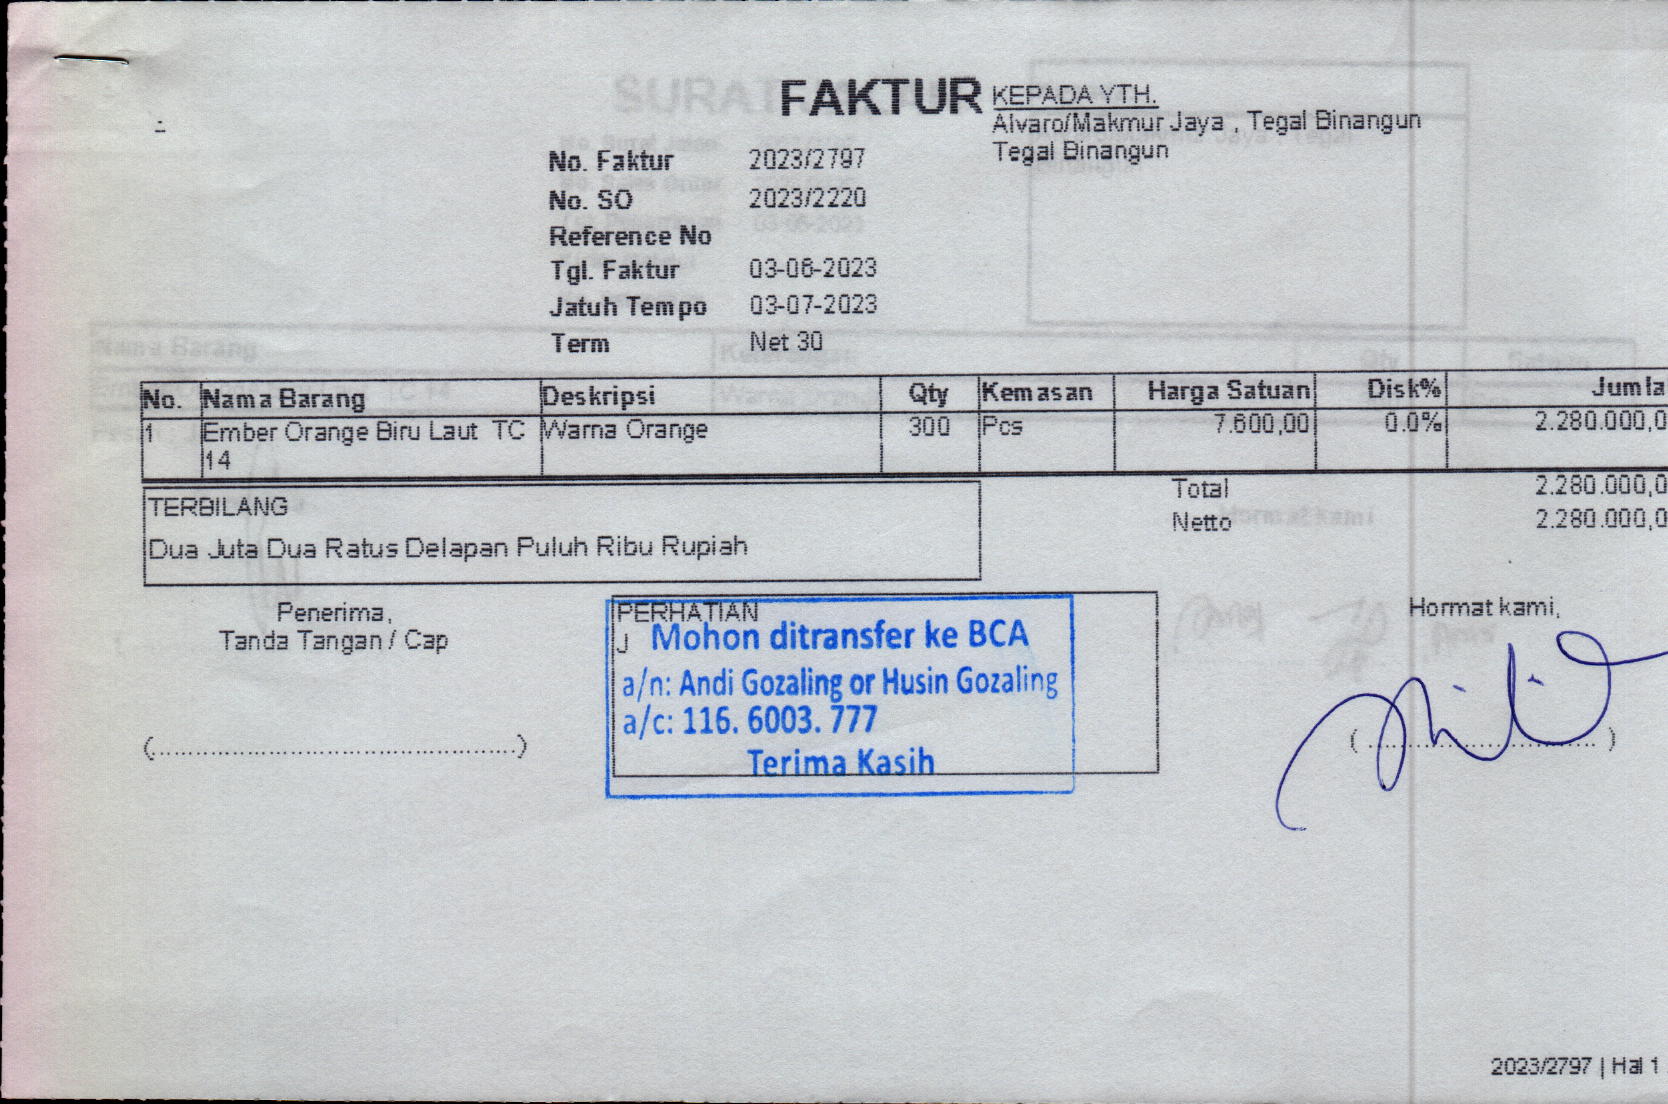 FAKTUR
KEPADA YTH.
Alvaro/Makmur Jaya , Tegal Binangun
Tegal Binangun
No. Faktur 2023/2797
No. SO 2023/2220
Reference No
Tgl. Faktur 03-06-2023
Jatuh Tempo 03-07-2023
Term Net 30
No. Nama Barang Deskripsi Qty Kemasan Harga Satuan Disk% Jumla
1 Ember Orange Biru Laut TC Warna Orange 300 Pcs 7.600,00 0.0% 2.280.000,0
14
Total 2.280.000,0
Netto 2.280.000,0
TERBILANG
Dua Juta Dua Ratus Delapan Puluh Ribu Rupiah
Penerima,
Tanda Tangan / Cap
(................................................)
PERHATIAN
J
Mohon ditransfer ke BCA
a/n: Andi Gozaling or Husin Gozaling
a/c: 116. 6003. 777
Terima Kasih
Hormat kami,
( .............................. )
2023/2797 | Hal 1